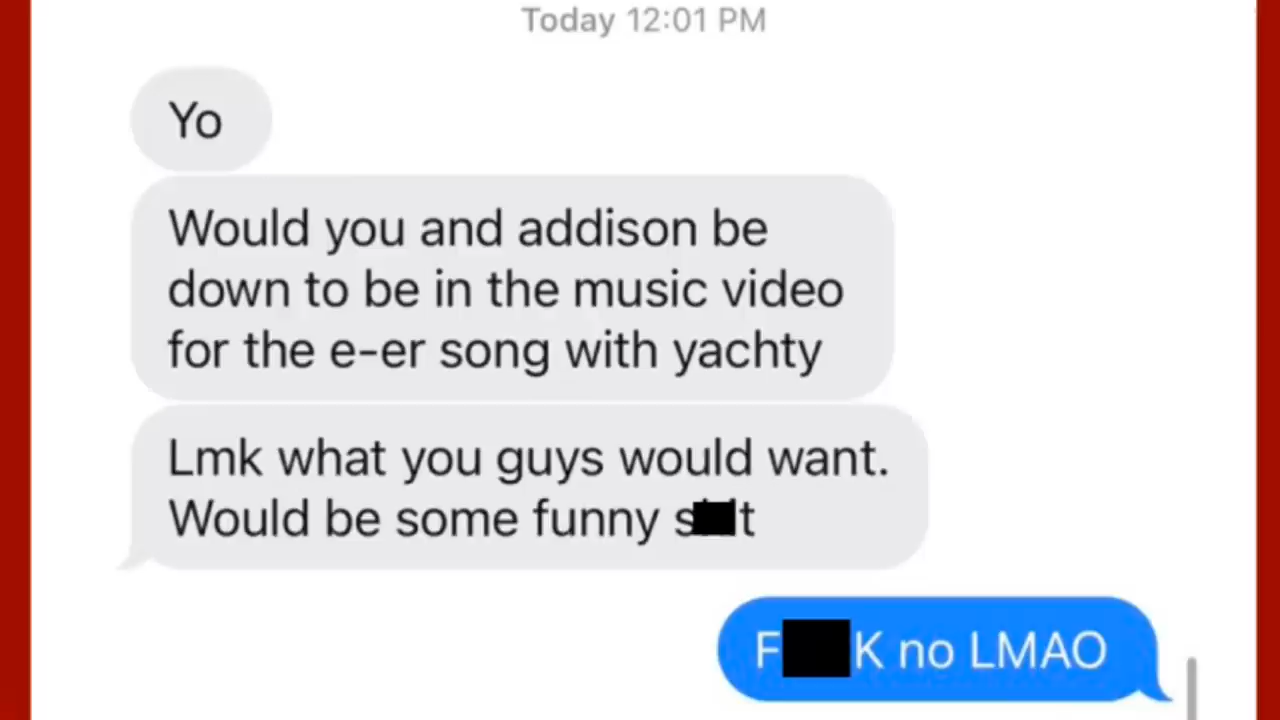 Today 12:01 PM
Yo
Would you and addison be
down to be in the music video
for the e-er song with yachty
Lmk what you guys would want.
Would be some funny s t
F K no LMAO